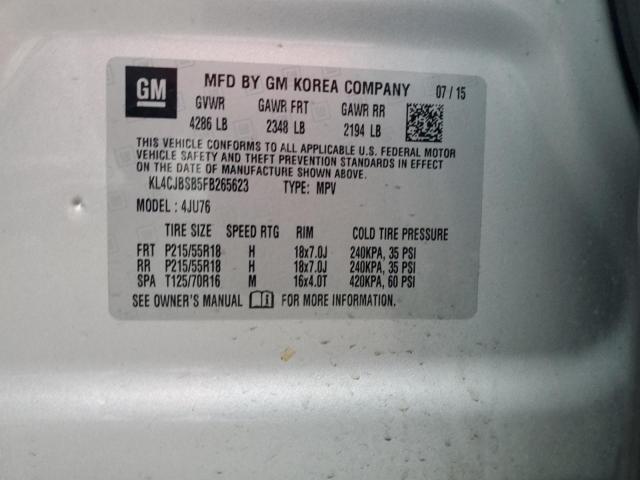 GM
MFD BY GM KOREA COMPANY 07 / 15
GVWR GAWR FRT GAWR RR
4286 LB 2348 LB 2194 LB
THIS VEHICLE CONFORMS TO ALL APPLICABLE U.S. FEDERAL MOTOR
VEHICLE SAFETY AND THEFT PREVENTION STANDARDS IN EFFECT
ON THE DATE OF MANUFACTURE SHOWN ABOVE.
KL4CJBSB5FB265623 TYPE: MPV
MODEL : 4JU76
TIRE SIZE SPEED RTG RIM COLD TIRE PRESSURE
FRT P215/55R18 H 18x7.0J 240KPA, 35 PSI
RR P215/55R18 H 18x7.0J 240KPA, 35 PSI
SPA T125/70R16 M 16x4.0T 420KPA, 60 PSI
SEE OWNER'S MANUAL FOR MORE INFORMATION.